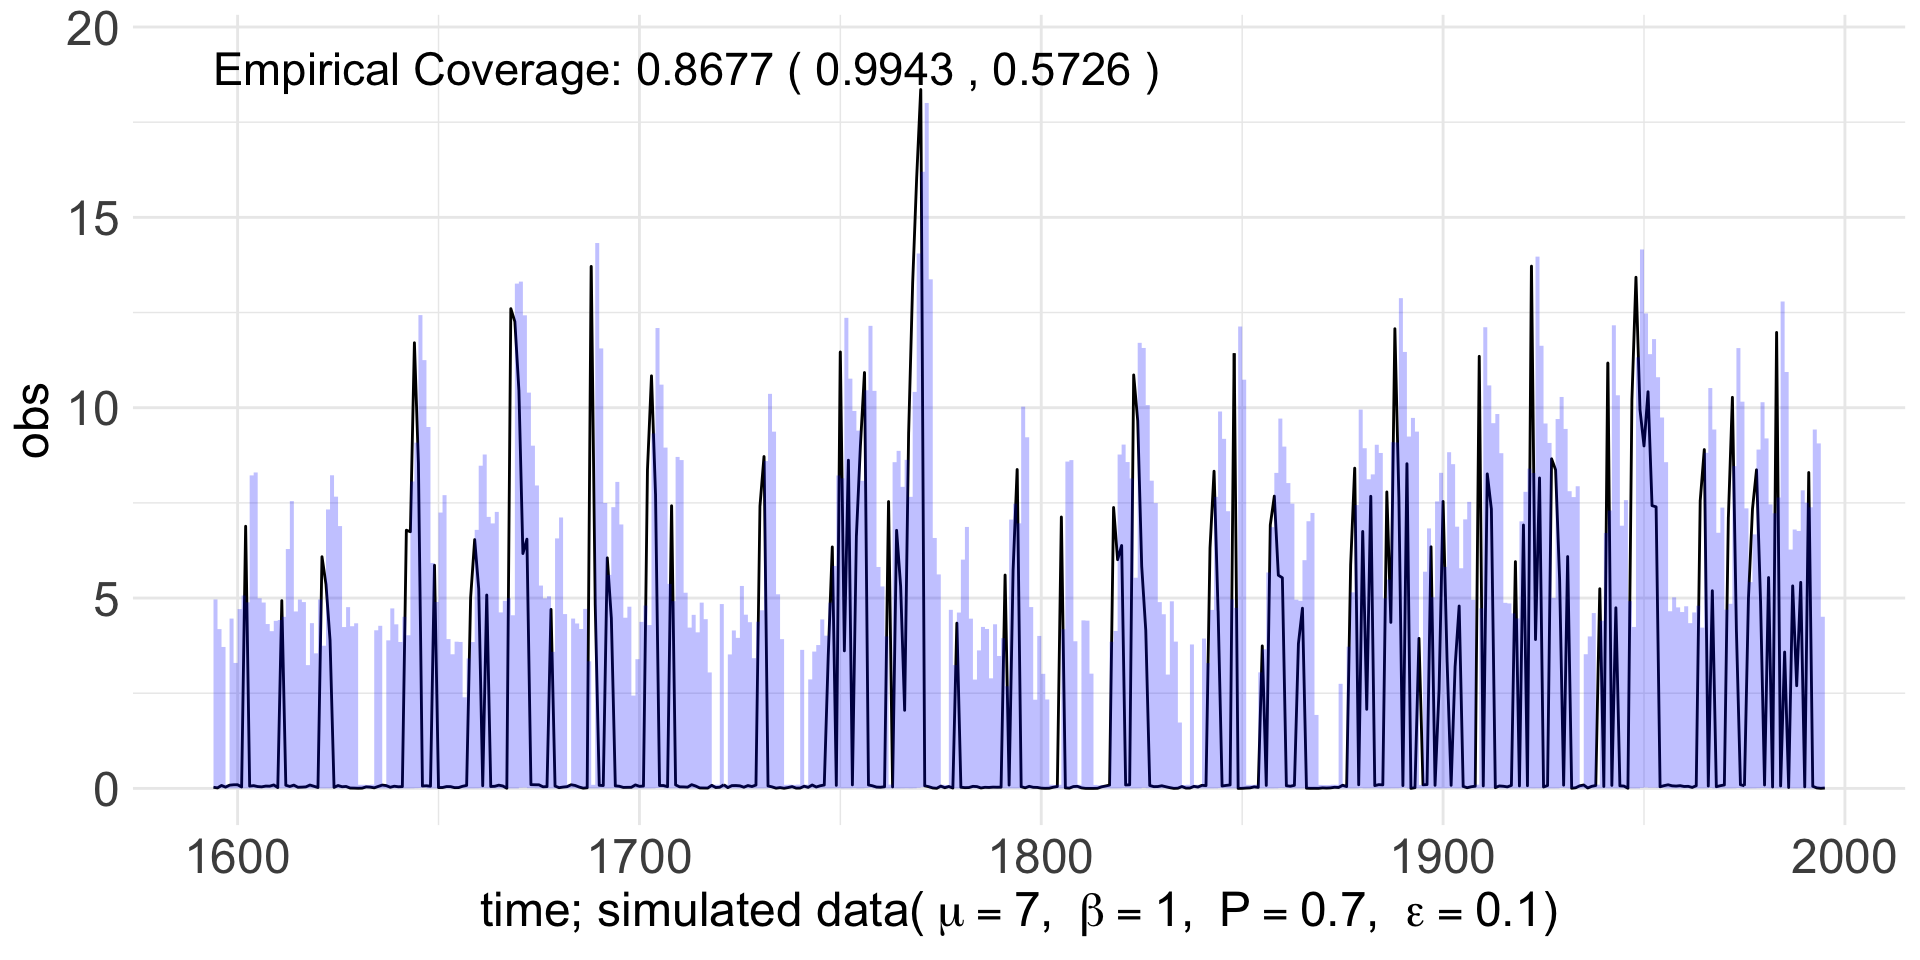 20
Empirical Coverage: 0.8677 ( 0.9943 , 0.5726 )
15
10
5
0
obs
1600 1700 1800 1900 2000
time; simulated data( μ = 7, β = 1, P = 0.7, ε = 0.1)